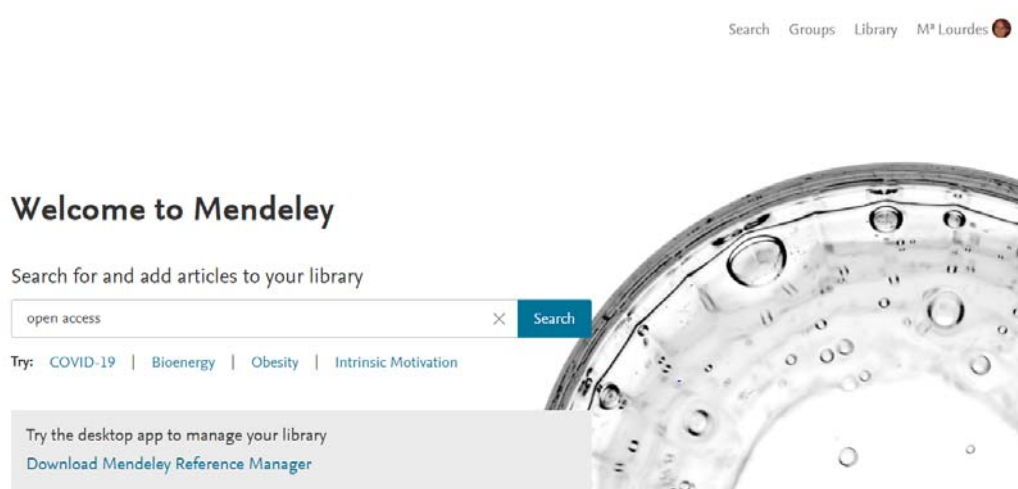 Search Groups Library Mª Lourdes
Welcome to Mendeley
Search for and add articles to your library
open access × Search
Try: COVID-19 | Bioenergy | Obesity | Intrinsic Motivation
Try the desktop app to manage your library
Download Mendeley Reference Manager